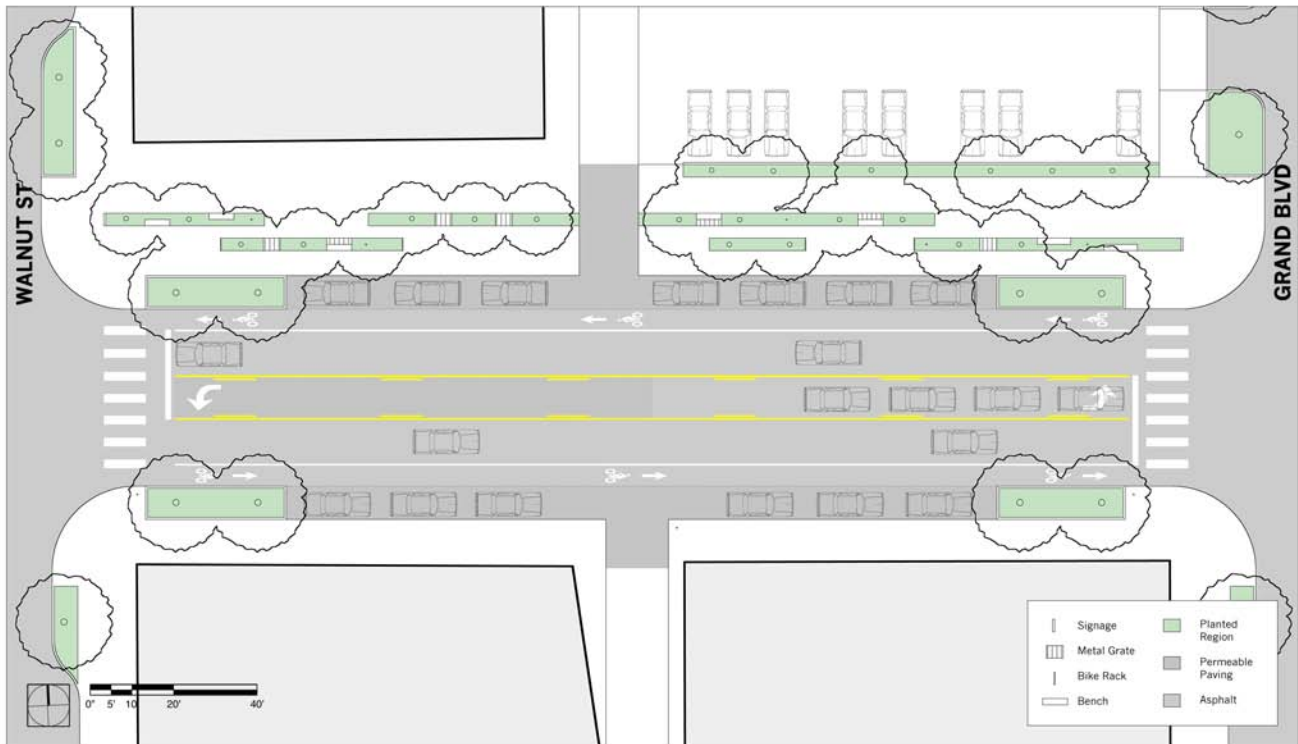 WALNUT ST
GRAND BLVD
Signage
Metal Grate
Bike Rack
Bench
Planted
Region
Permeable
Paving
Asphalt
0" 5' 10' 20' 40'